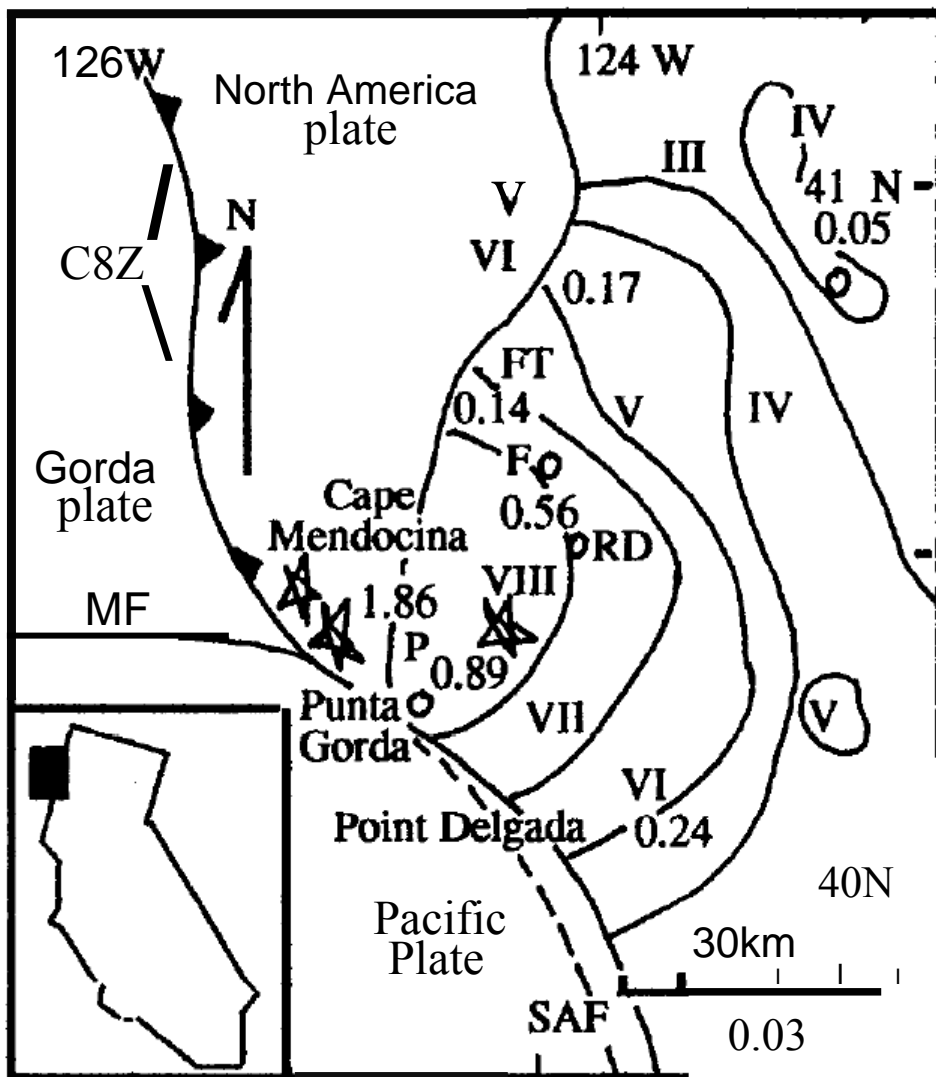 126W
124 W
North America
plate
IV
III
41 N
0.05
V
N
VI
C8Z
0.17
FT
0.14
V
IV
Gorda
plate
F
0.56
Cape
Mendocina
RD
VIII
1.86
MF
P
0.89
Punta
Gorda
VII
V
VI
Point Delgada
0.24
40N
Pacific
Plate
30km
SAF
0.03